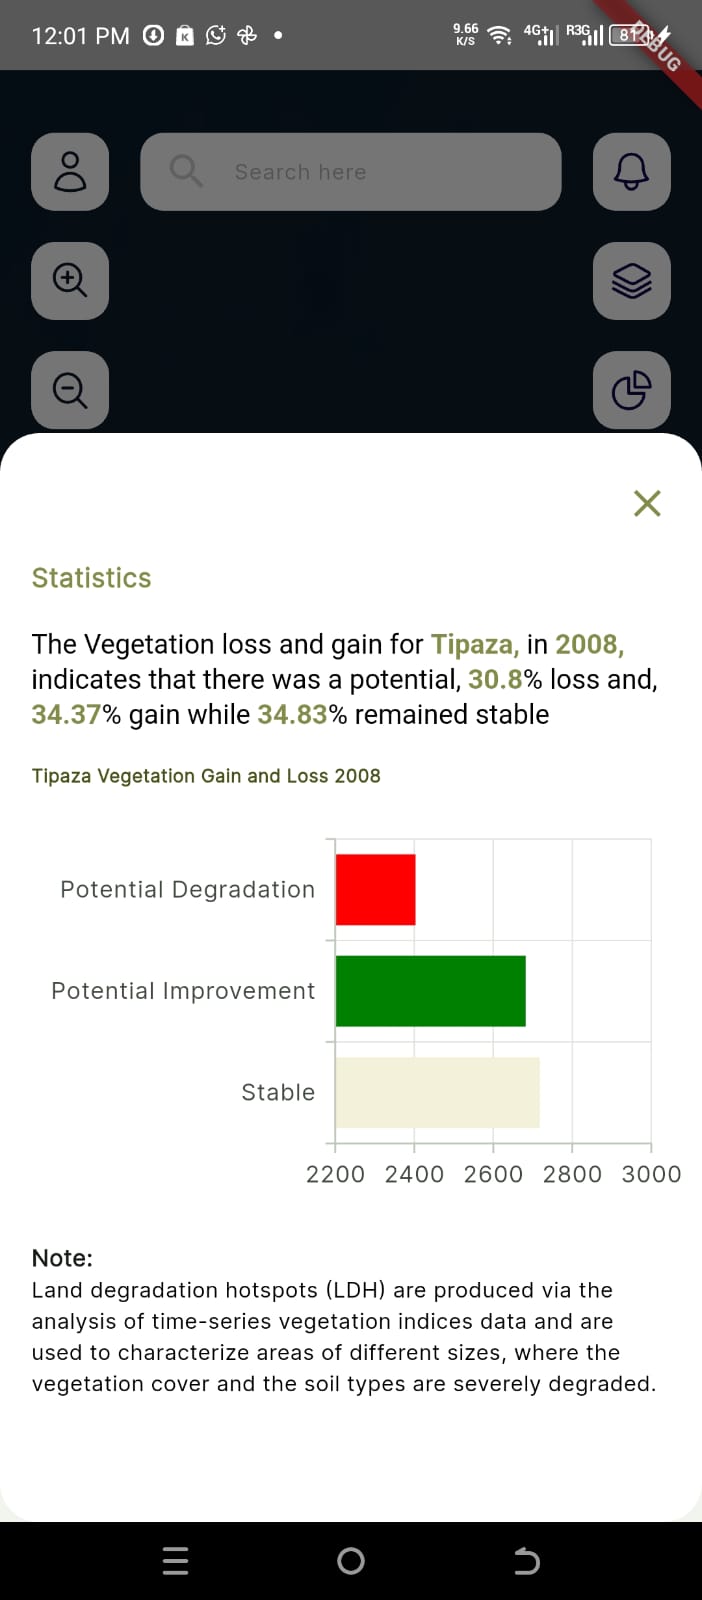 12:01 PM
9.66 K/S 4G+ R3G
DEBUG
Search here
Statistics
The Vegetation loss and gain for Tipaza, in 2008,
indicates that there was a potential, 30.8% loss and,
34.37% gain while 34.83% remained stable
Tipaza Vegetation Gain and Loss 2008
Potential Degradation
Potential Improvement
Stable
2200 2400 2600 2800 3000
Note:
Land degradation hotspots (LDH) are produced via the
analysis of time-series vegetation indices data and are
used to characterize areas of different sizes, where the
vegetation cover and the soil types are severely degraded.